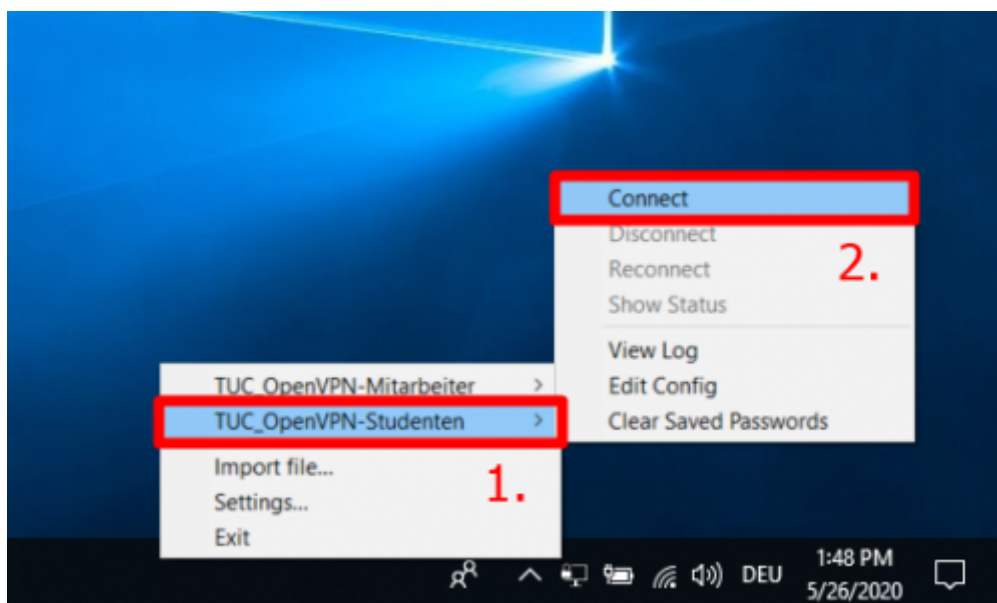 Connect
Disconnect
Reconnect
Show Status
2.
View Log
Edit Config
Clear Saved Passwords
TUC_OpenVPN-Mitarbeiter
TUC_OpenVPN-Studenten
Import file...
1.
Settings...
Exit
DEU
1:48 PM
5/26/2020